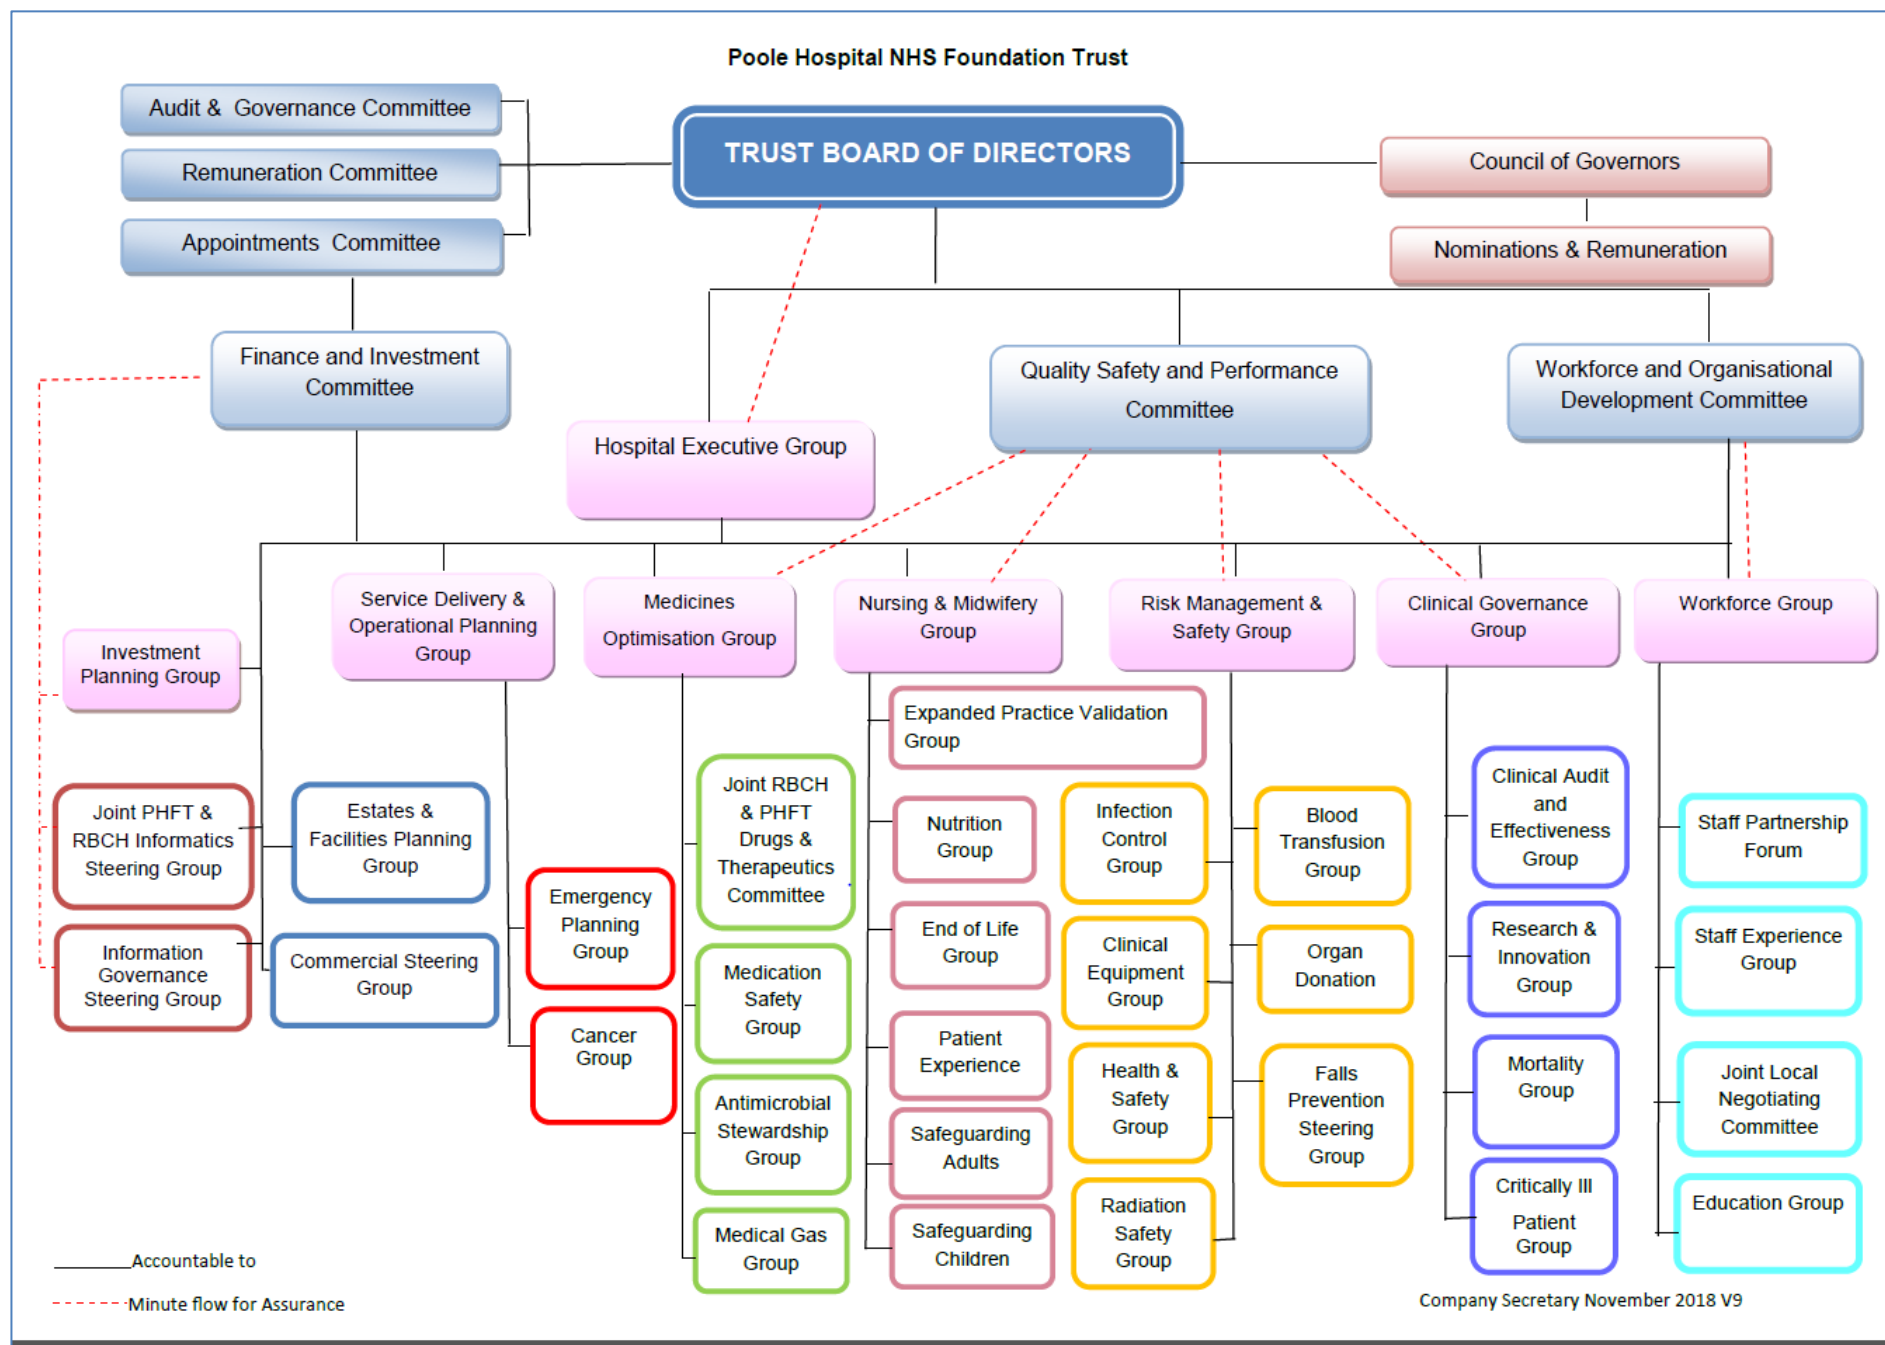 Poole Hospital NHS Foundation Trust
Audit & Governance Committee
Remuneration Committee
Appointments Committee
TRUST BOARD OF DIRECTORS
Council of Governors
Nominations & Remuneration
Finance and Investment
Committee
Hospital Executive Group
Quality Safety and Performance
Committee
Workforce and Organisational
Development Committee
Investment
Planning Group
Service Delivery &
Operational Planning
Group
Medicines
Optimisation Group
Nursing & Midwifery
Group
Risk Management &
Safety Group
Clinical Governance
Group
Workforce Group
Joint PHFT &
RBCH Informatics
Steering Group
Information
Governance
Steering Group
Estates &
Facilities Planning
Group
Commercial Steering
Group
Emergency
Planning
Group
Cancer
Group
Joint RBCH
& PHFT
Drugs &
Therapeutics
Committee
Medication
Safety
Group
Antimicrobial
Stewardship
Group
Medical Gas
Group
Expanded Practice Validation
Group
Nutrition
Group
End of Life
Group
Patient
Experience
Safeguarding
Adults
Safeguarding
Children
Infection
Control
Group
Clinical
Equipment
Group
Health &
Safety
Group
Radiation
Safety
Group
Blood
Transfusion
Group
Organ
Donation
Falls
Prevention
Steering
Group
Clinical Audit
and
Effectiveness
Group
Research &
Innovation
Group
Mortality
Group
Critically Ill
Patient
Group
Staff Partnership
Forum
Staff Experience
Group
Joint Local
Negotiating
Committee
Education Group
Accountable to
Minute flow for Assurance
Company Secretary November 2018 V9